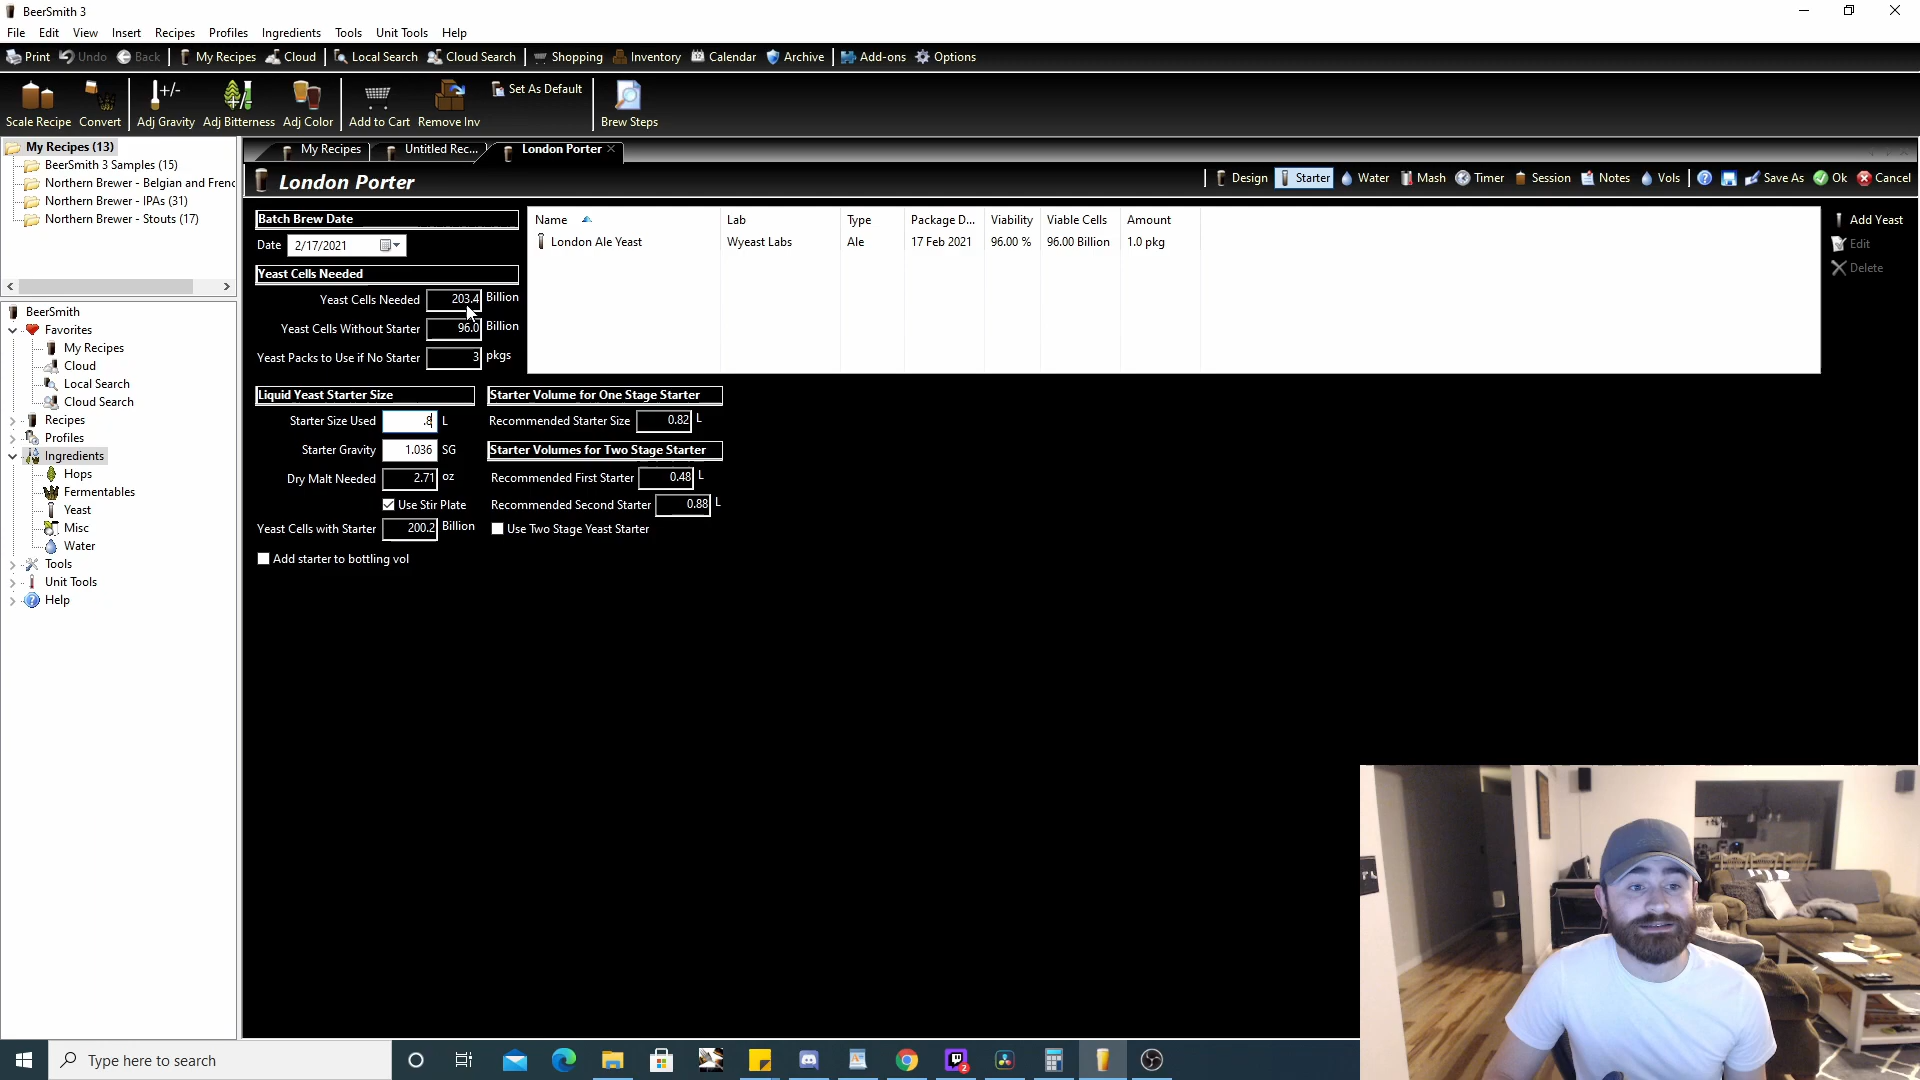 BeerSmith 3
File Edit View Insert Recipes Profiles Ingredients Tools Unit Tools Help
Print Undo Back My Recipes Cloud Local Search Cloud Search Shopping Inventory Calendar Archive Add-ons Options
+/- +/-
Set As Default
Scale Recipe Convert Adj Gravity Adj Bitterness Adj Color Add to Cart Remove Inv Brew Steps
My Recipes (13)
BeerSmith 3 Samples (15)
Northern Brewer - Belgian and Frenc
Northern Brewer - IPAs (31)
Northern Brewer - Stouts (17)
BeerSmith
Favorites
My Recipes
Cloud
Local Search
Cloud Search
Recipes
Profiles
Ingredients
Hops
Fermentables
Yeast
Misc
Water
Tools
Unit Tools
Help
My Recipes Untitled Rec... London Porter
London Porter
Design Starter Water Mash Timer Session Notes Vols Save As Ok Cancel
Batch Brew Date
Date 2/17/2021
Yeast Cells Needed
Yeast Cells Needed 203.4 Billion
Yeast Cells Without Starter 96.0 Billion
Yeast Packs to Use if No Starter 3 pkgs
Name Lab Type Package D... Viability Viable Cells Amount
London Ale Yeast Wyeast Labs Ale 17 Feb 2021 96.00 % 96.00 Billion 1.0 pkg
Add Yeast
Edit
Delete
Liquid Yeast Starter Size
Starter Size Used .8 L
Starter Gravity 1.036 SG
Dry Malt Needed 2.71 oz
Use Stir Plate
Yeast Cells with Starter 200.2 Billion
Add starter to bottling vol
Starter Volume for One Stage Starter
Recommended Starter Size 0.82 L
Starter Volumes for Two Stage Starter
Recommended First Starter 0.48 L
Recommended Second Starter 0.88 L
Use Two Stage Yeast Starter
Type here to search
2